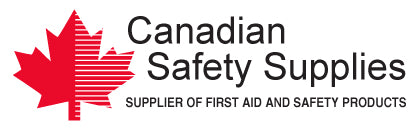 Canadian
Safety Supplies
SUPPLIER OF FIRST AID AND SAFETY PRODUCTS